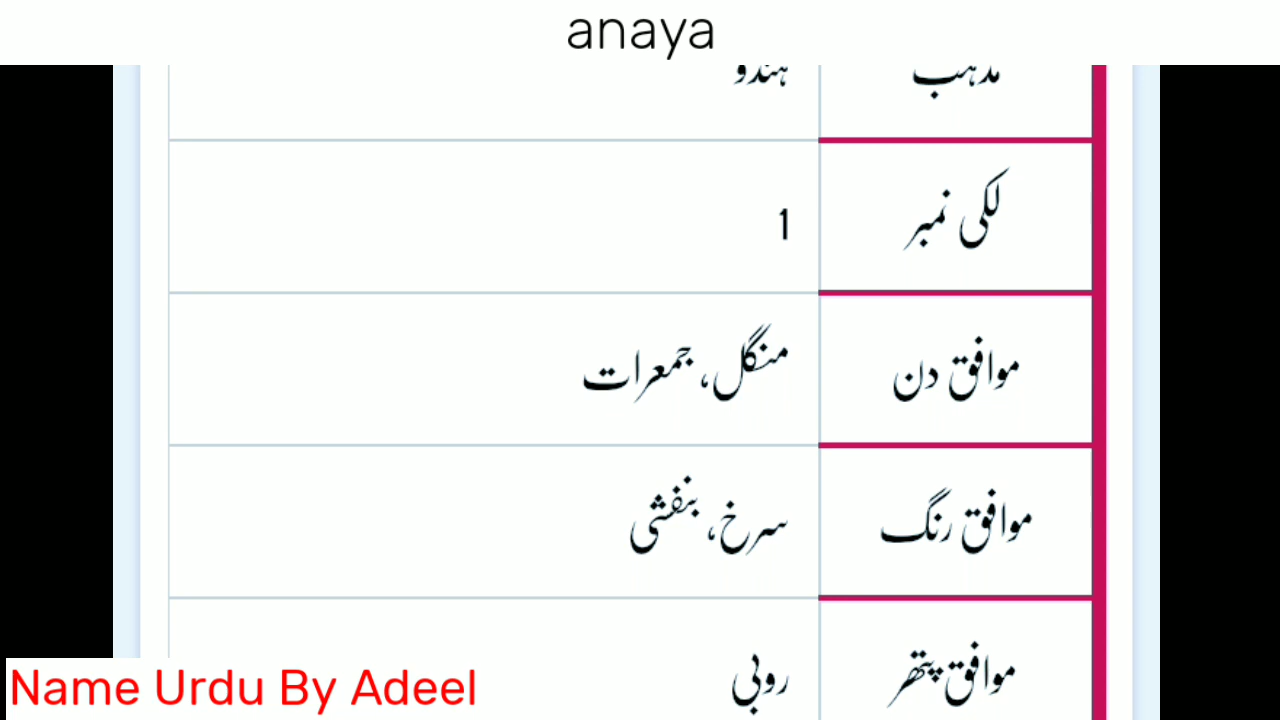 anaya
مذہب ہندو
لکی نمبر 1
موافق دن منگل، جمعرات
موافق رنگ سرخ، بنفشی
موافق پتھر روبی
Name Urdu By Adeel